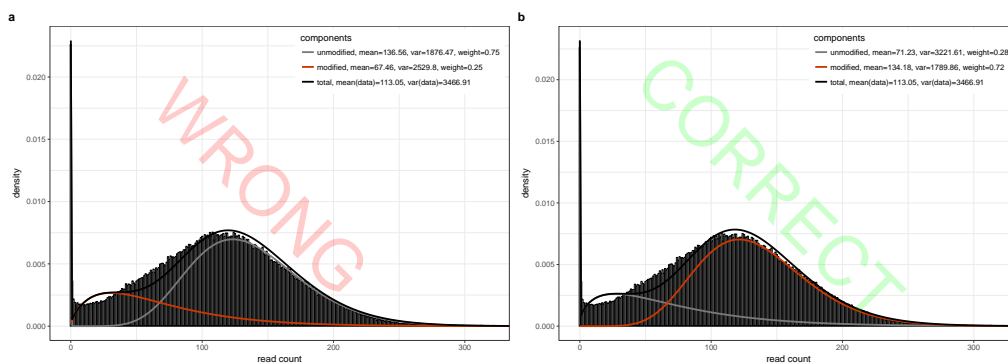 a
components
unmodified, mean=136.56, var=1876.47, weight=0.75
modified, mean=67.46, var=2529.8, weight=0.25
total, mean(data)=113.05, var(data)=3466.91
WRONG
density
0.020
0.015
0.010
0.005
0.000
0
100
200
300
read count
b
components
unmodified, mean=71.23, var=3221.61, weight=0.28
modified, mean=134.18, var=1789.86, weight=0.72
total, mean(data)=113.05, var(data)=3466.91
CORRECT
density
0.020
0.015
0.010
0.005
0.000
0
100
200
300
read count